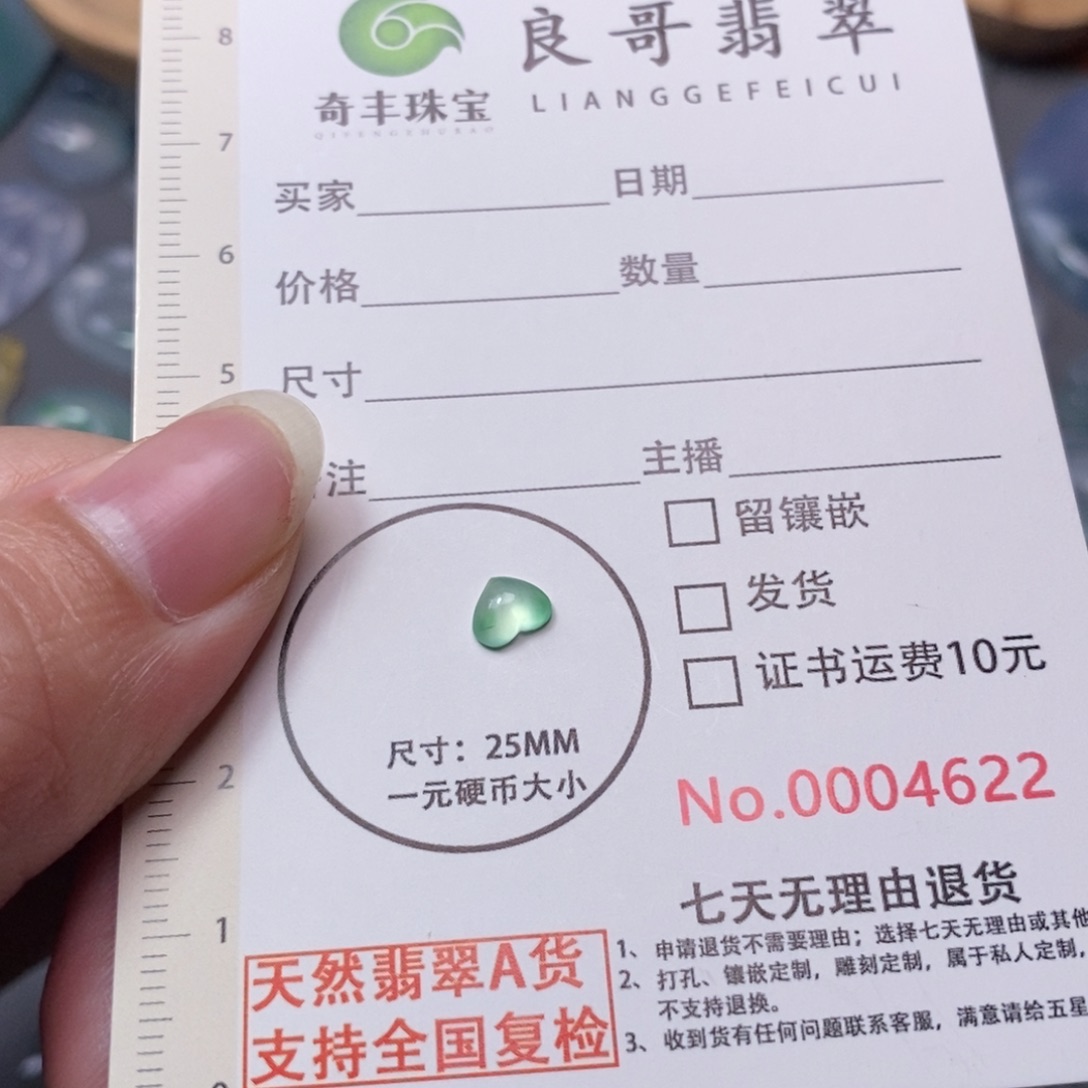 良哥翡翠
LIANGGEFEICUI
奇丰珠宝
QIFENGZHUBAO
8
7
6
5
2
1
买家 日期
价格 数量
尺寸
注 主播
留镶嵌
发货
证书运费10元
尺寸：25MM
一元硬币大小
No.0004622
七天无理由退货
1、申请退货不需要理由；选择七天无理由或其他
2、打孔、镶嵌定制，雕刻定制，属于私人定制，
不支持退换。
3、收到货有任何问题联系客服，满意请给五星
天然翡翠A货
支持全国复检